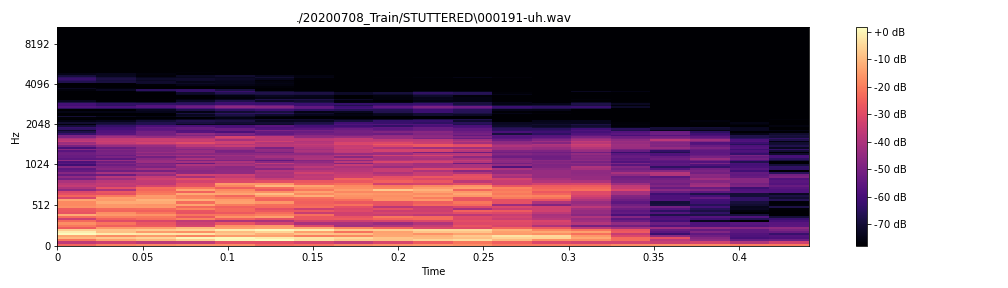 ./20200708_Train/STUTTERED\000191-uh.wav
Hz
8192
4096
2048
1024
512
0
0 0.05 0.1 0.15 0.2 0.25 0.3 0.35 0.4
Time
+0 dB
-10 dB
-20 dB
-30 dB
-40 dB
-50 dB
-60 dB
-70 dB